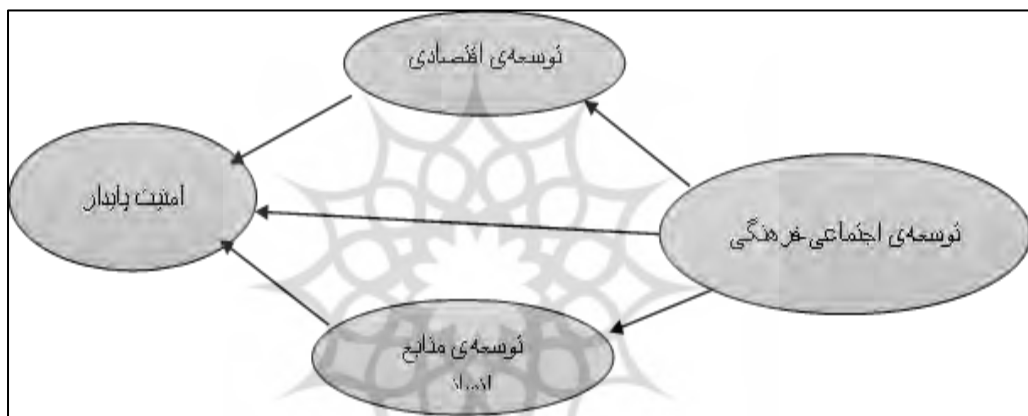 توسعه‌ی اقتصادی
توسعه‌ی اجتماعی-فرهنگی
امنیت پایدار
توسعه‌ی منابع